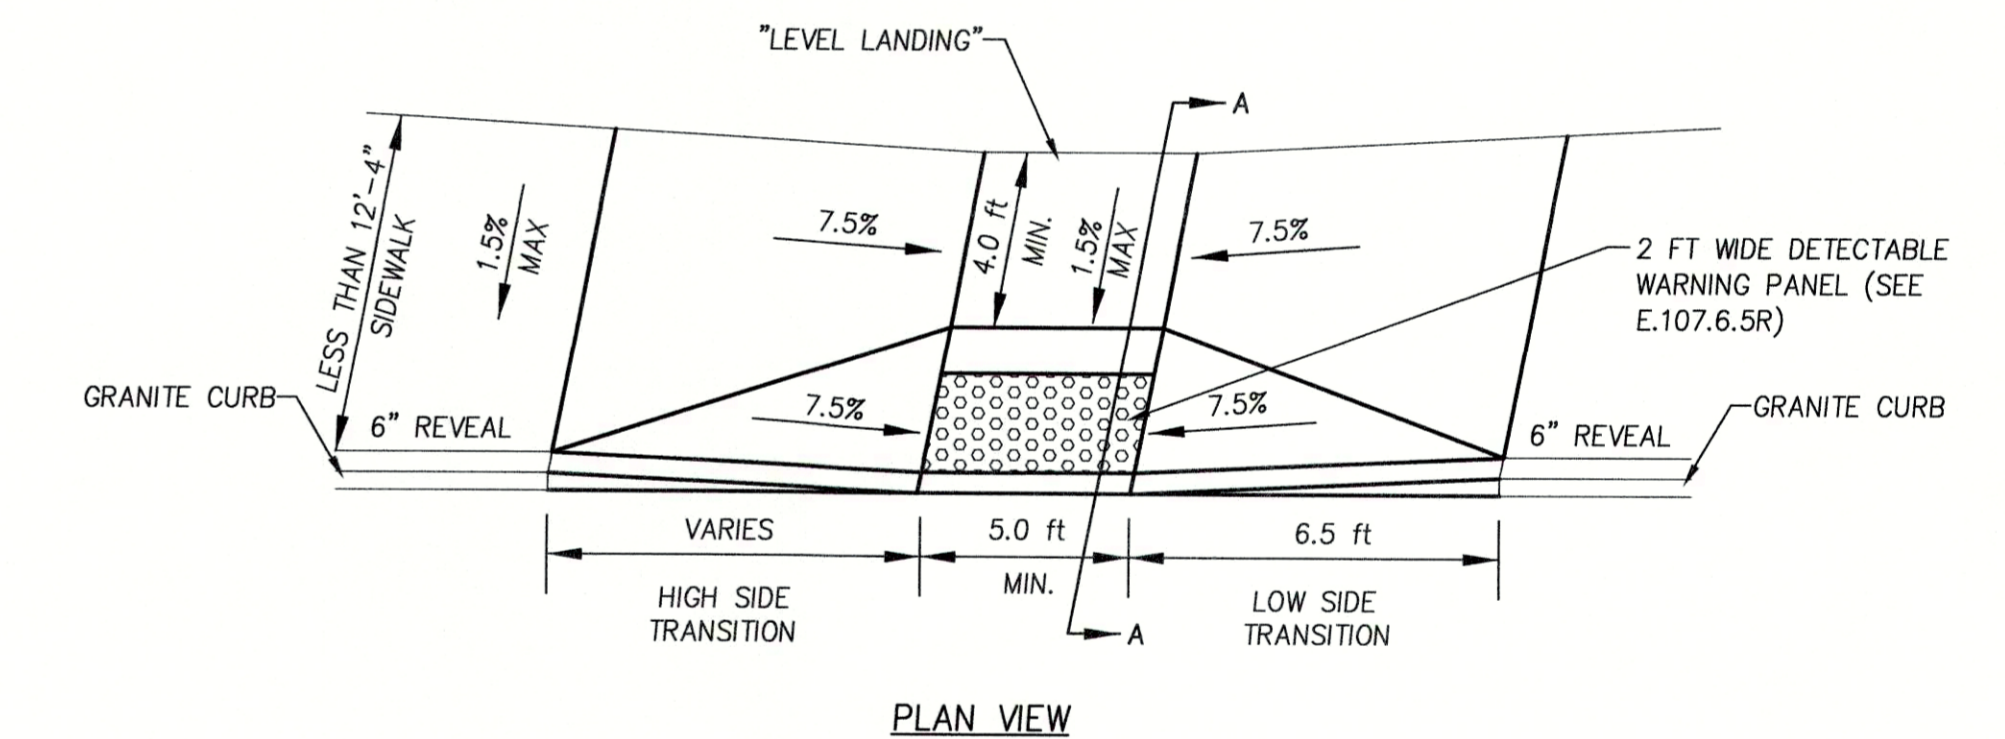 "LEVEL LANDING"
A
LESS THAN 12'-4"
SIDEWALK
1.5%
MAX
7.5%
4.0 ft
MIN.
1.5%
MAX
7.5%
2 FT WIDE DETECTABLE
WARNING PANEL (SEE
E.107.6.5R)
GRANITE CURB
6" REVEAL
7.5%
7.5%
6" REVEAL
GRANITE CURB
VARIES
HIGH SIDE
TRANSITION
5.0 ft
MIN.
6.5 ft
LOW SIDE
TRANSITION
A
PLAN VIEW